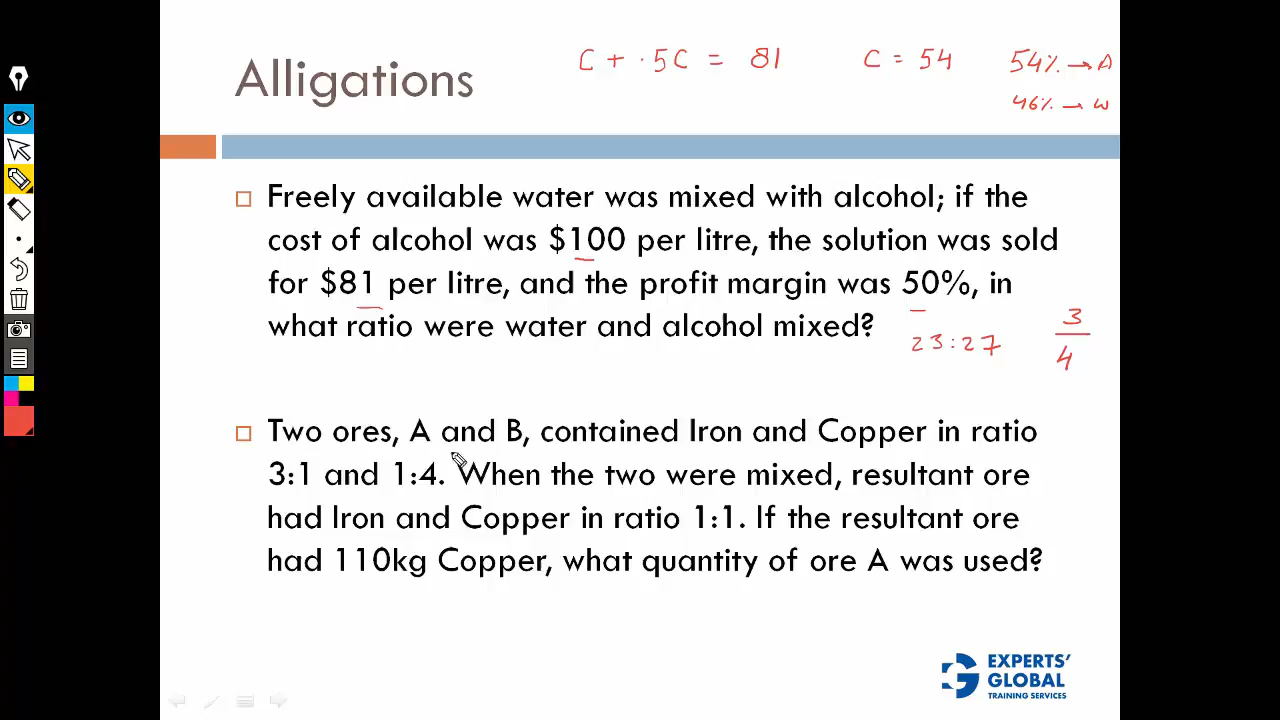 Alligations
C + .5C = 81
C = 54
54% → A
46% → W
Freely available water was mixed with alcohol; if the
cost of alcohol was $100 per litre, the solution was sold
for $81 per litre, and the profit margin was 50%, in
what ratio were water and alcohol mixed?
23:27
3
4
Two ores, A and B, contained Iron and Copper in ratio
3:1 and 1:4. When the two were mixed, resultant ore
had Iron and Copper in ratio 1:1. If the resultant ore
had 110kg Copper, what quantity of ore A was used?
EXPERTS'
GLOBAL
TRAINING SERVICES